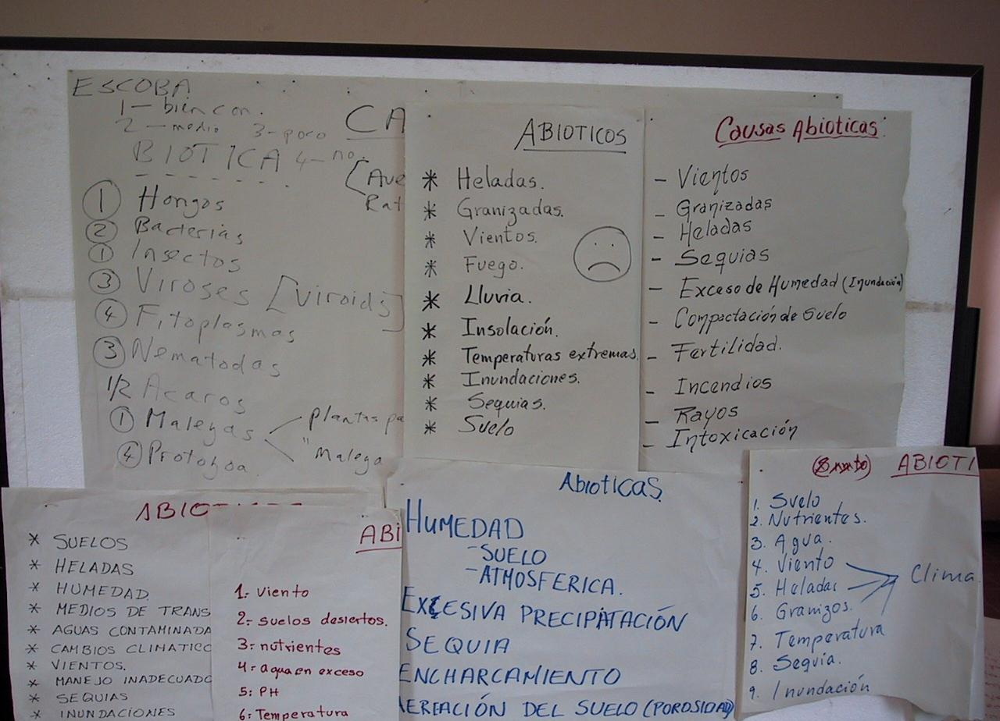 ESCOBA
1 - bien con.
2 - medio 3- poro
BIOTICA 4- no.
CA
[Ave
Rat
① Hongos
② Bacterias
① Insectos
③ Viroses [Viroids]
④ Fitoplasmas
③ Nematodas
1/2 Acaros
① Malezas
plantas pa
"Maleza
④ Protozoa
ABIOTICOS
* Heladas.
* Granizadas.
* Vientos.
* Fuego.
* Lluvia.
* Insolación.
* Temperaturas extremas.
* Inundaciones.
* Sequias.
* Suelo
Causas Abioticas:
- Vientos
- Granizadas
- Heladas
- Sequias
- Exceso de Humedad (Inundación)
- Compactación de Suelo
- Fertilidad.
- Incendios
- Rayos
- Intoxicación
ABIO
* SUELOS
* HELADAS
* HUMEDAD.
* MEDIOS DE TRANS
* AGUAS CONTAMINADA
* CAMBIOS CLIMATICO
* VIENTOS.
* MANEJO INADECUADO
* SEQUIAS
* INUNDACIONES
ABI
1- Viento
2- suelos desiertos.
3- nutrientes
4- agua en exceso
5- PH
6- Temperatura
Abioticas.
HUMEDAD
-SUELO
-ATMOSFERICA.
EXCESIVA PRECIPITACIÓN
SEQUIA
ENCHARCAMIENTO
AEREACIÓN DEL SUELO (POROSIDAD)
ABIOTI
1. Suelo
2. Nutrientes.
3. Agua.
4. Viento
5. Heladas
6. Granizos.
Clima
7. Temperatura
8. Sequia.
9. Inundación